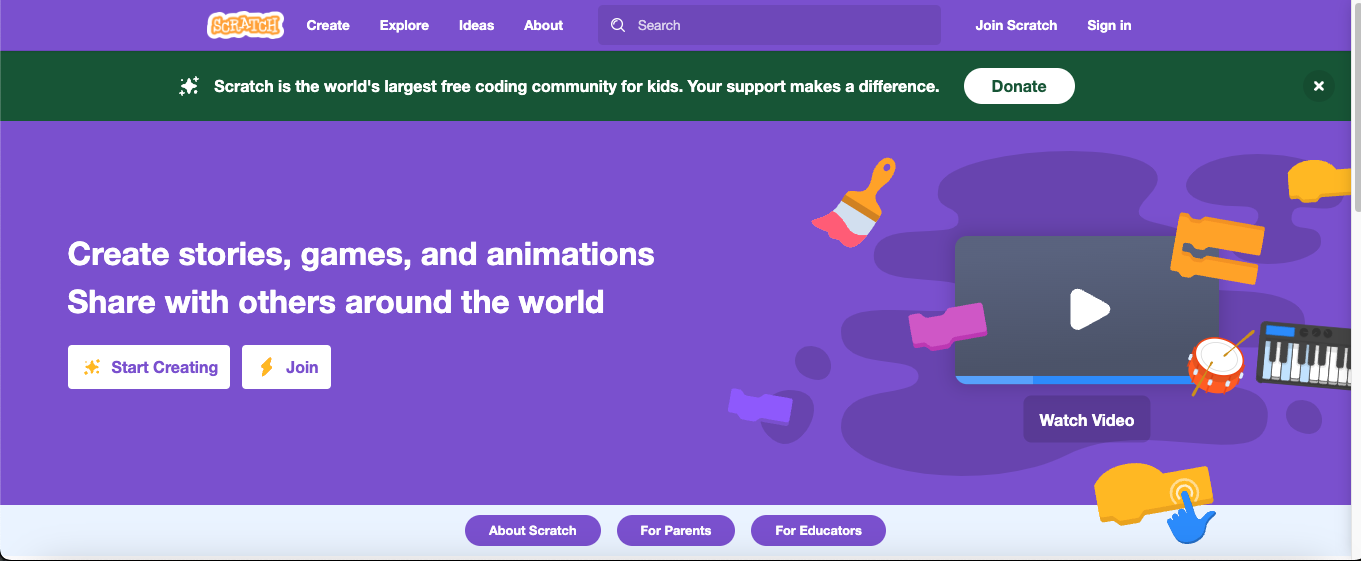 SCRATCH Create Explore Ideas About Search Join Scratch Sign in
Scratch is the world's largest free coding community for kids. Your support makes a difference. Donate
Create stories, games, and animations
Share with others around the world
Start Creating Join
Watch Video
About Scratch For Parents For Educators